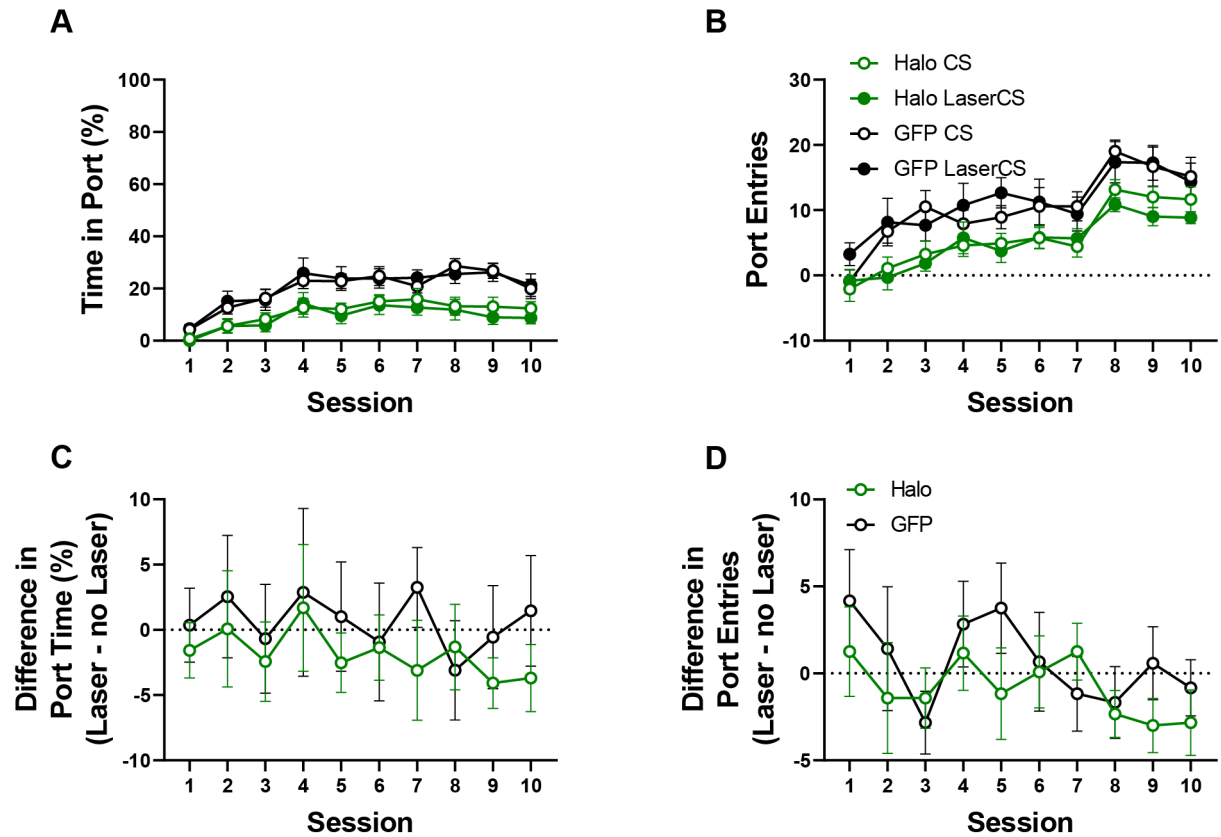 A
Time in Port (%)
100
80
60
40
20
0
1 2 3 4 5 6 7 8 9 10
Session
B
Halo CS
Halo LaserCS
GFP CS
GFP LaserCS
Port Entries
30
20
10
0
-10
1 2 3 4 5 6 7 8 9 10
Session
C
Difference in
Port Time (%)
(Laser - no Laser)
10
5
0
-5
-10
1 2 3 4 5 6 7 8 9 10
Session
D
Halo
GFP
Difference in
Port Entries
(Laser - no Laser)
10
5
0
-5
1 2 3 4 5 6 7 8 9 10
Session